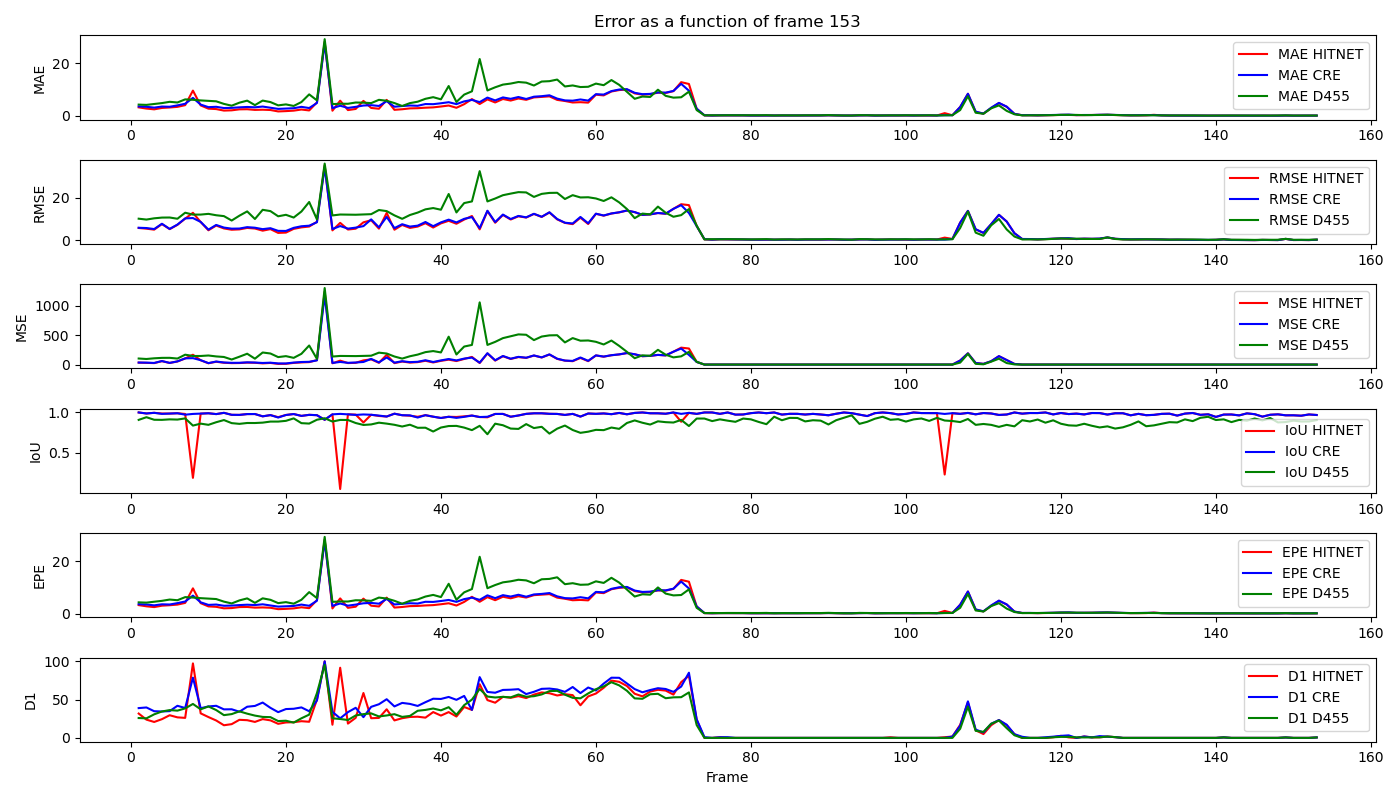 Error as a function of frame 153
MAE
20
0
MAE HITNET
MAE CRE
MAE D455
0 20 40 60 80 100 120 140 160
RMSE
20
0
RMSE HITNET
RMSE CRE
RMSE D455
0 20 40 60 80 100 120 140 160
MSE
1000
500
0
MSE HITNET
MSE CRE
MSE D455
0 20 40 60 80 100 120 140 160
IoU
1.0
0.5
IoU HITNET
IoU CRE
IoU D455
0 20 40 60 80 100 120 140 160
EPE
20
0
EPE HITNET
EPE CRE
EPE D455
0 20 40 60 80 100 120 140 160
D1
100
50
0
D1 HITNET
D1 CRE
D1 D455
0 20 40 60 80 100 120 140 160
Frame